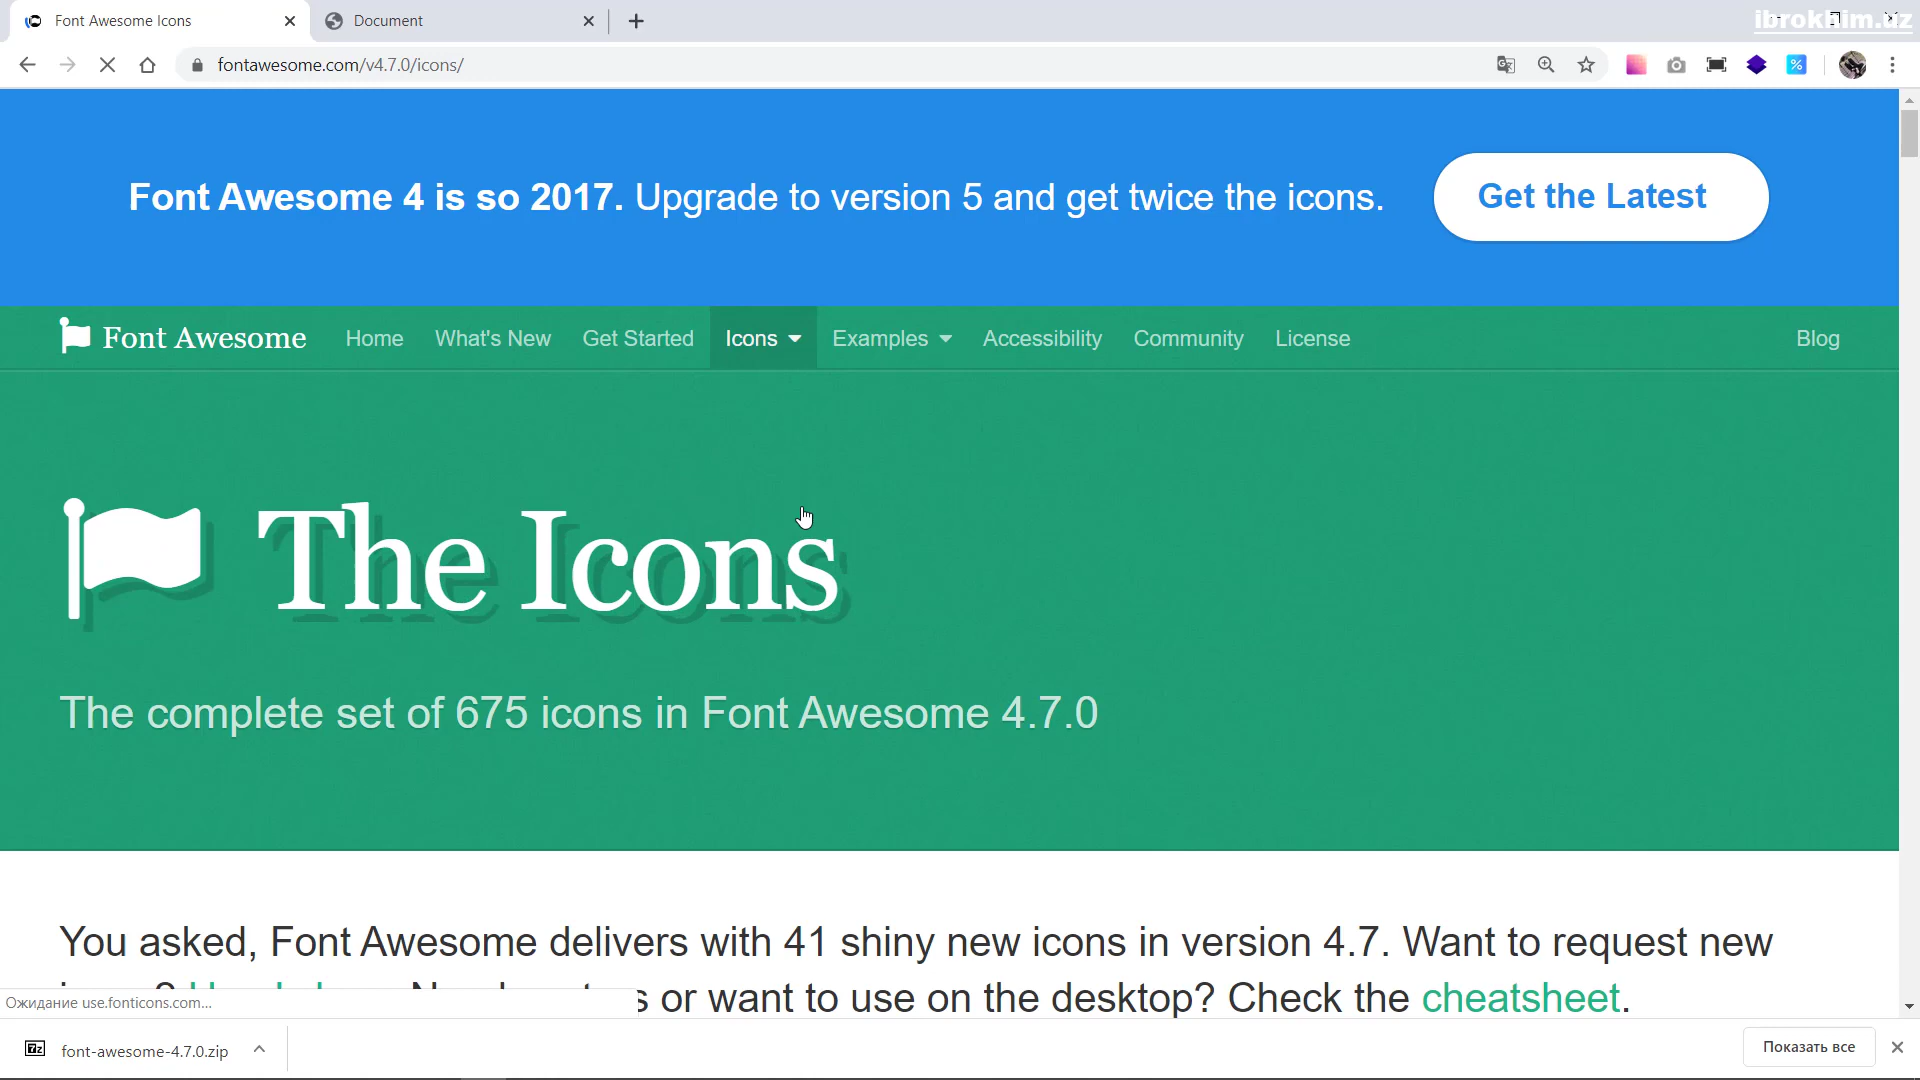 Font Awesome Icons
Document
ibrokhim.uz
fontawesome.com/v4.7.0/icons/
Font Awesome 4 is so 2017. Upgrade to version 5 and get twice the icons.
Get the Latest
Font Awesome
Home
What's New
Get Started
Icons
Examples
Accessibility
Community
License
Blog
The Icons
The complete set of 675 icons in Font Awesome 4.7.0
You asked, Font Awesome delivers with 41 shiny new icons in version 4.7. Want to request new
or want to use on the desktop? Check the cheatsheet.
Ожидание use.fonticons.com...
7z
font-awesome-4.7.0.zip
Показать все